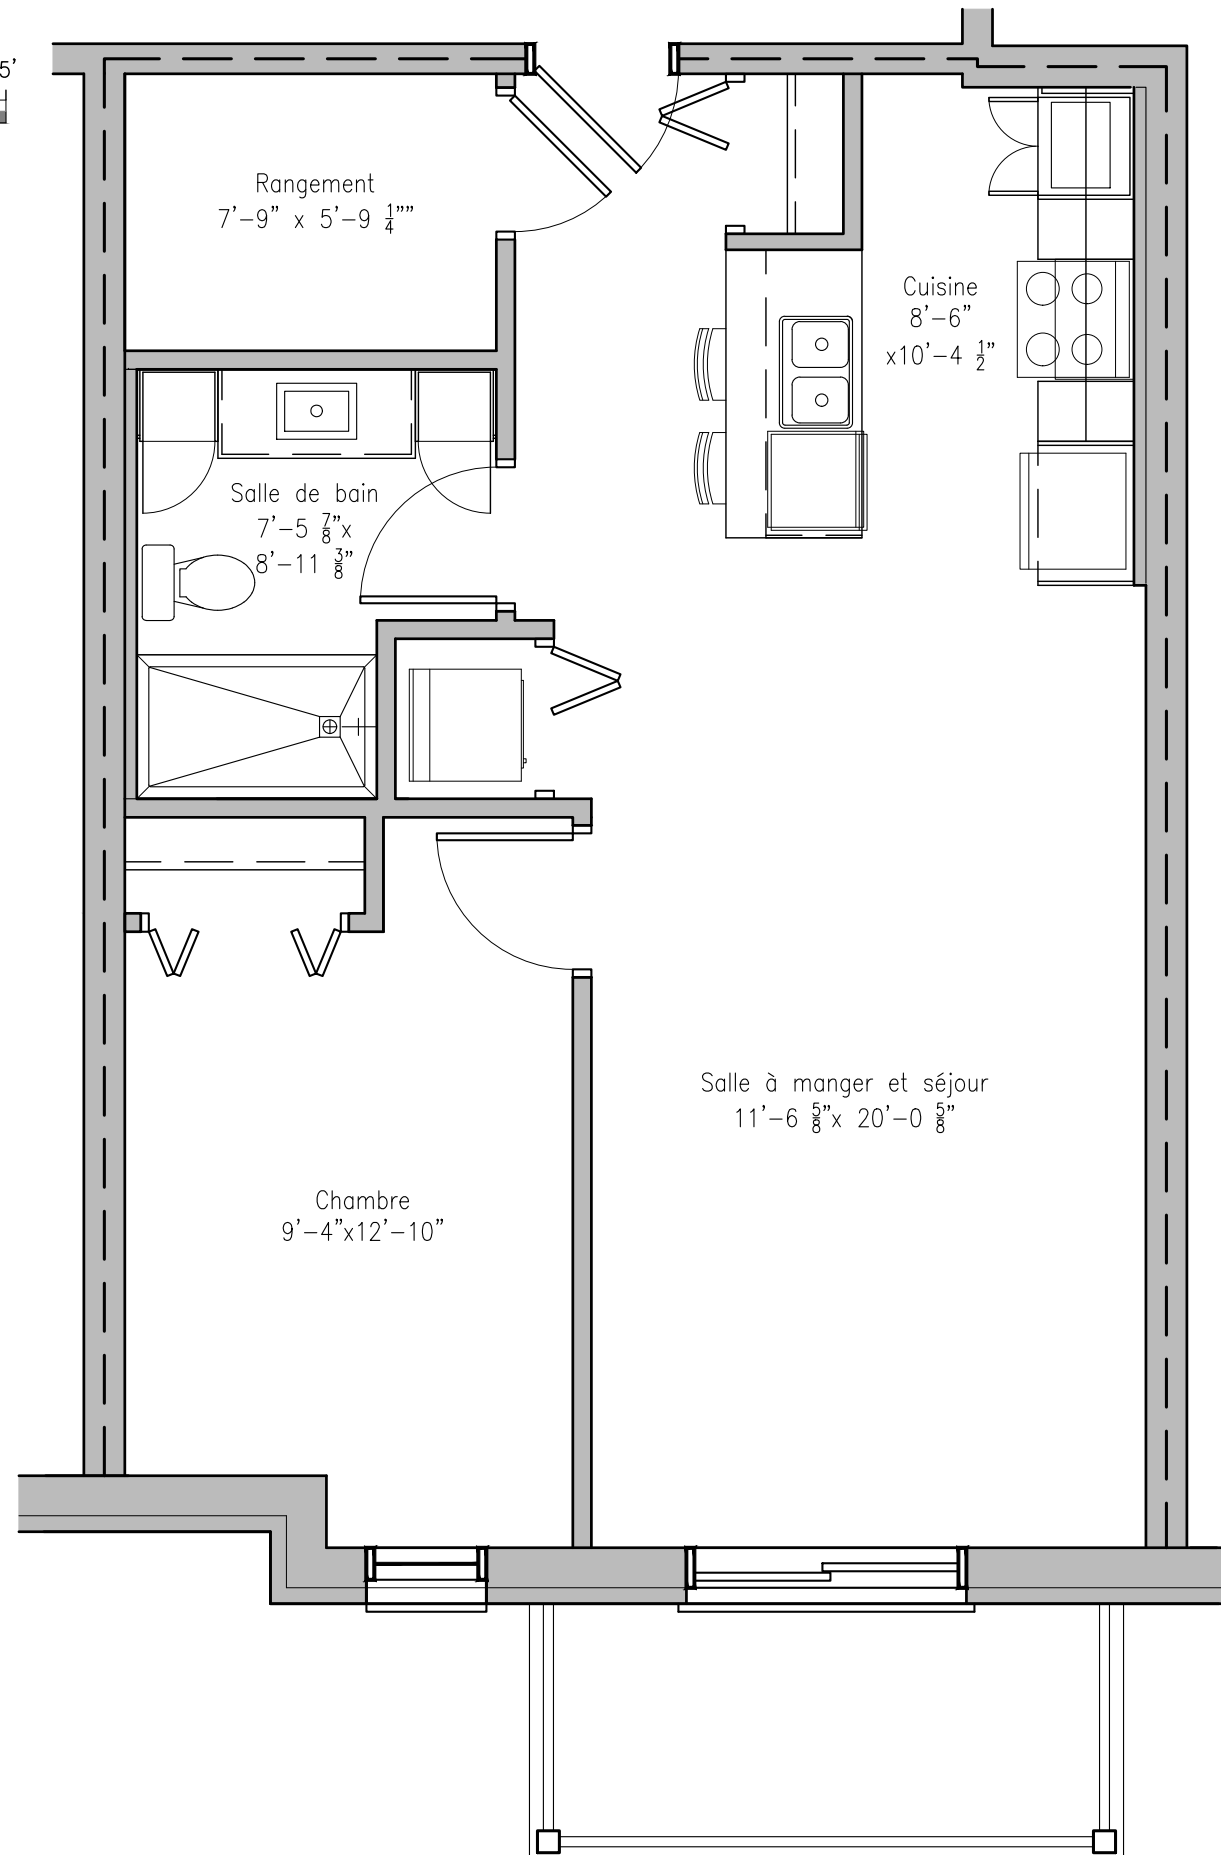 5'
Rangement
7'-9" x 5'-9 1/4""
Cuisine
8'-6"
x10'-4 1/2"
Salle de bain
7'-5 7/8"x
8'-11 3/8"
Salle à manger et séjour
11'-6 5/8"x 20'-0 5/8"
Chambre
9'-4"x12'-10"